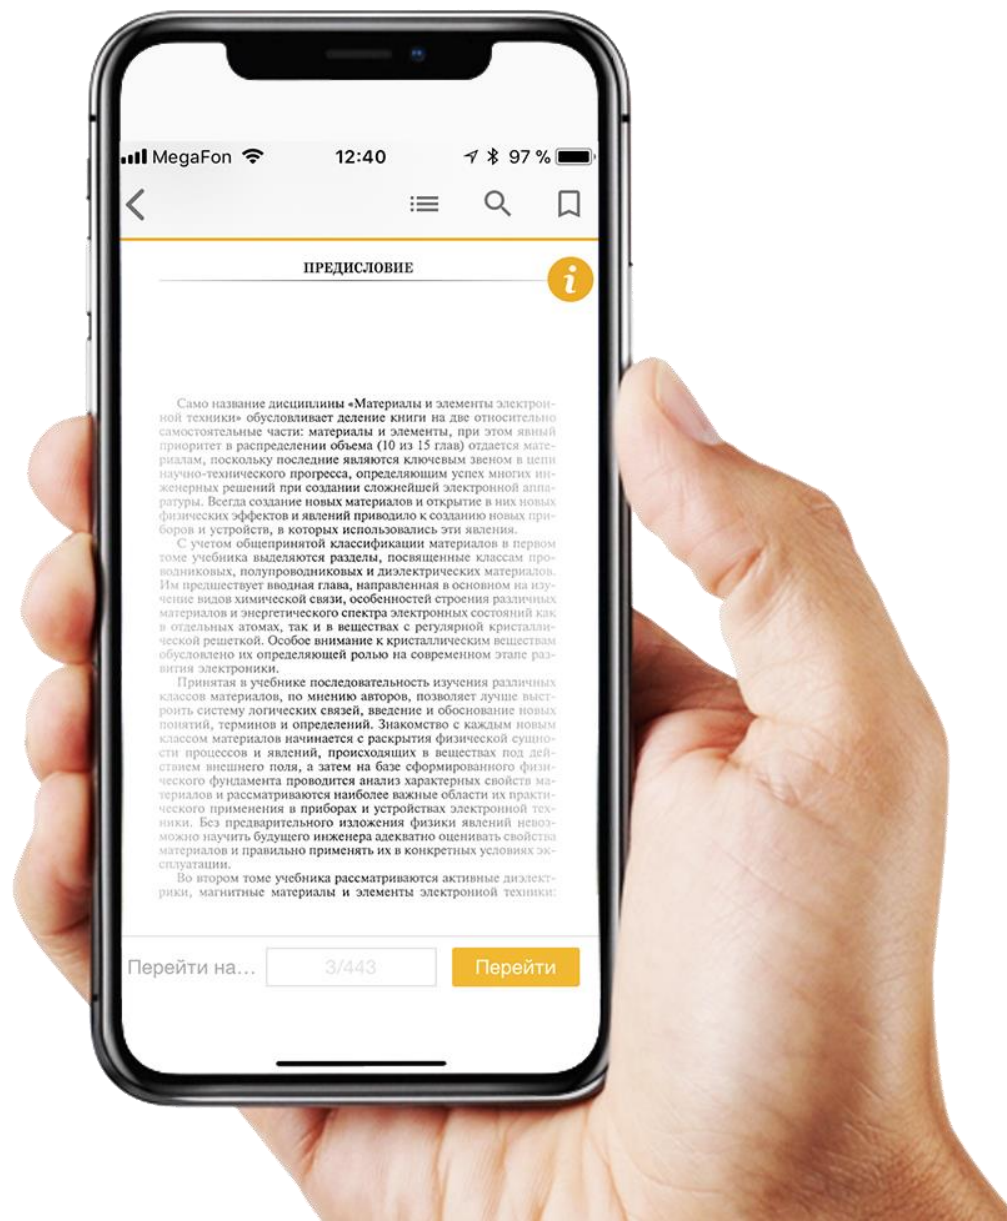 MegaFon 12:40 97 %
ПРЕДИСЛОВИЕ
i
Само название дисциплины «Материалы и элементы электрон-
ной техники» обусловливает деление книги на две относительно
самостоятельные части: материалы и элементы, при этом явный
приоритет в распределении объема (10 из 15 глав) отдается мате-
риалам, поскольку последние являются ключевым звеном в цепи
научно-технического прогресса, определяющим успех многих ин-
женерных решений при создании сложнейшей электронной аппа-
ратуры. Всегда создание новых материалов и открытие в них новых
физических эффектов и явлений приводило к созданию новых при-
боров и устройств, в которых использовались эти явления.
С учетом общепринятой классификации материалов в первом
томе учебника выделяются разделы, посвященные классам про-
водниковых, полупроводниковых и диэлектрических материалов.
Им предшествует вводная глава, направленная в основном на изу-
чение видов химической связи, особенностей строения различных
материалов и энергетического спектра электронных состояний как
в отдельных атомах, так и в веществах с регулярной кристалли-
ческой решеткой. Особое внимание к кристаллическим веществам
обусловлено их определяющей ролью на современном этапе раз-
вития электроники.
Принятая в учебнике последовательность изучения различных
классов материалов, по мнению авторов, позволяет лучше выст-
роить систему логических связей, введение и обоснование новых
понятий, терминов и определений. Знакомство с каждым новым
классом материалов начинается с раскрытия физической сущно-
сти процессов и явлений, происходящих в веществах под дей-
ствием внешнего поля, а затем на базе сформированного физи-
ческого фундамента проводится анализ характерных свойств ма-
териалов и рассматриваются наиболее важные области их практи-
ческого применения в приборах и устройствах электронной тех-
ники. Без предварительного изложения физики явлений невоз-
можно научить будущего инженера адекватно оценивать свойства
материалов и правильно применять их в конкретных условиях эк-
сплуатации.
Во втором томе учебника рассматриваются активные диэлект-
рики, магнитные материалы и элементы электронной техники:
Перейти на... 3/443 Перейти